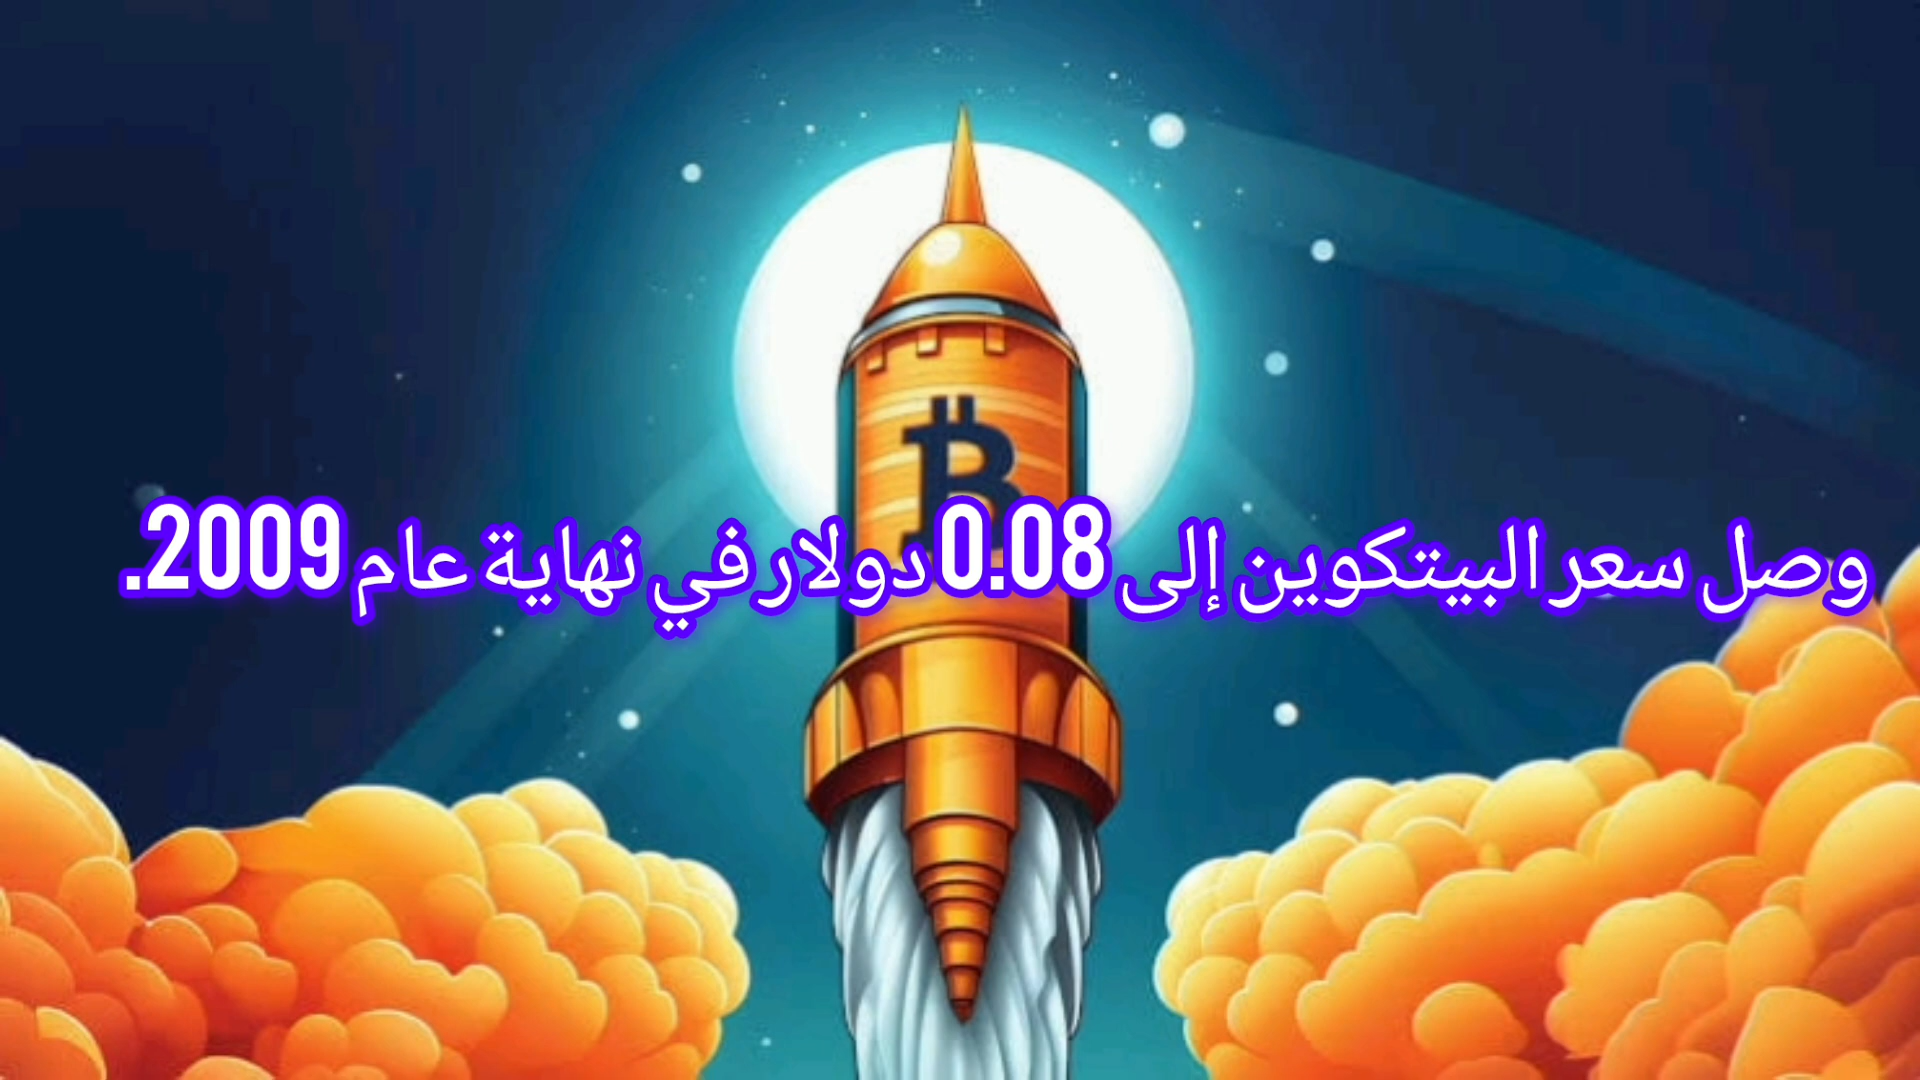 وصل سعر البيتكوين إلى 0.08 دولار في نهاية عام 2009.